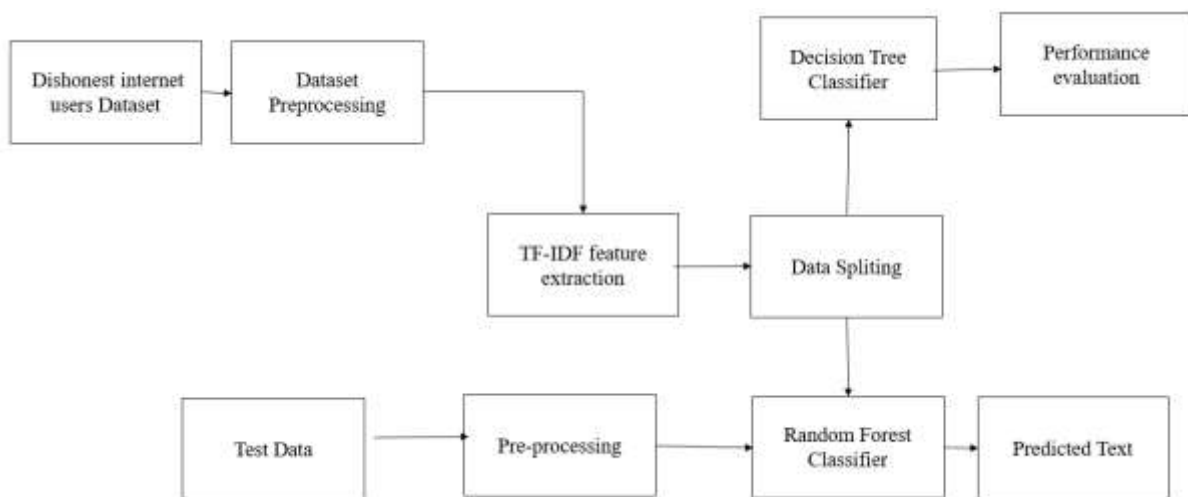 Dishonest internet
users Dataset
Dataset
Preprocessing
Decision Tree
Classifier
Performance
evaluation
TF-IDF feature
extraction
Data Spliting
Test Data
Pre-processing
Random Forest
Classifier
Predicted Text